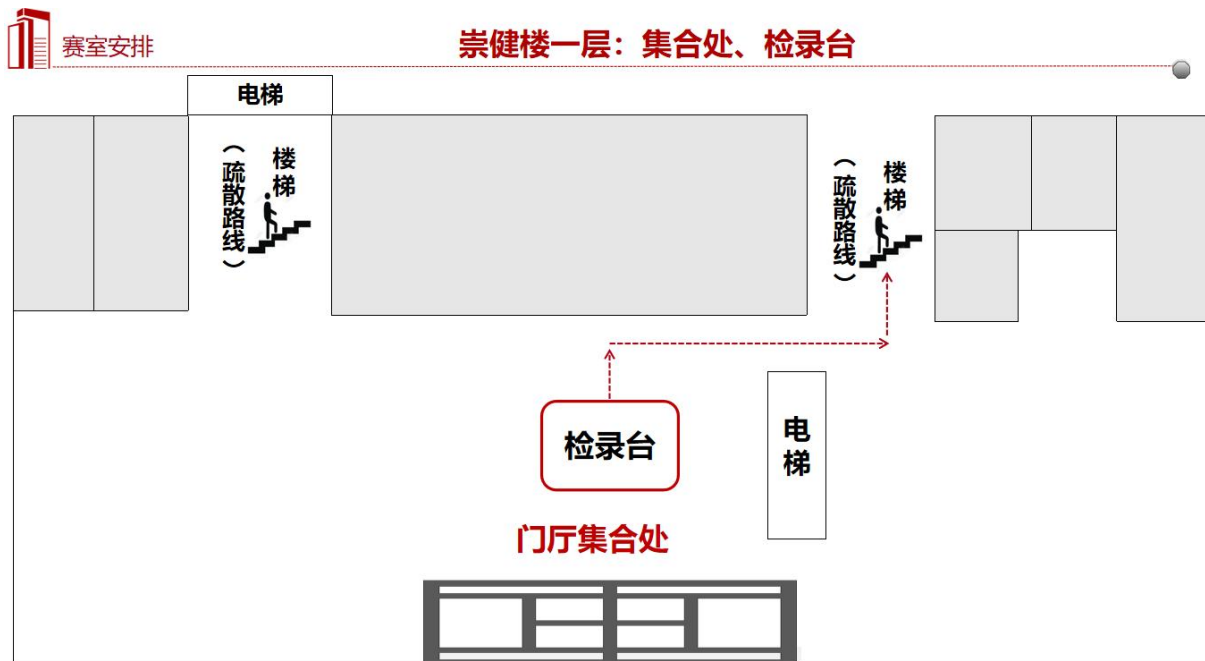 赛室安排
崇健楼一层：集合处、检录台
电梯
楼梯
（疏散路线）
楼梯
（疏散路线）
检录台
电梯
门厅集合处